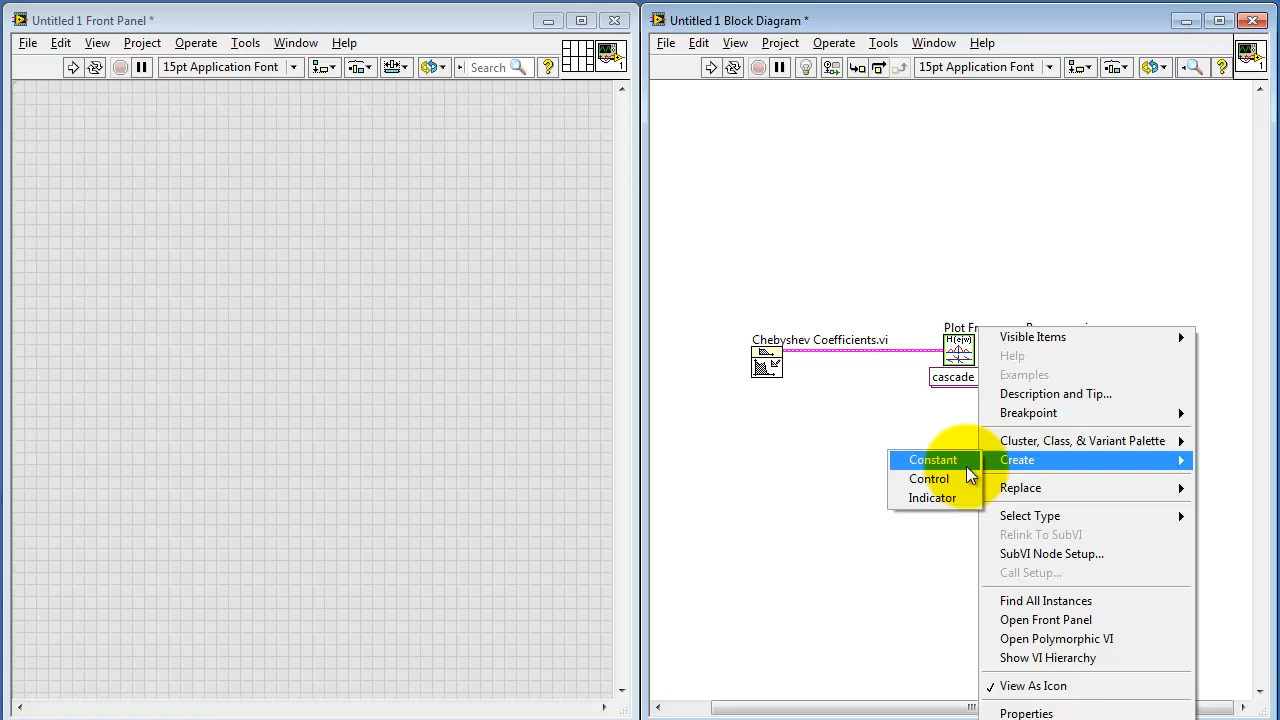 Untitled 1 Front Panel *
File Edit View Project Operate Tools Window Help
15pt Application Font
Search
?
1
Untitled 1 Block Diagram *
File Edit View Project Operate Tools Window Help
15pt Application Font
?
1
Plot Fr
Chebyshev Coefficients.vi
H(ejw)
cascade
Visible Items
Help
Examples
Description and Tip...
Breakpoint
Cluster, Class, & Variant Palette
Create
Constant
Control
Indicator
Replace
Select Type
Relink To SubVI
SubVI Node Setup...
Call Setup...
Find All Instances
Open Front Panel
Open Polymorphic VI
Show VI Hierarchy
✓ View As Icon
Properties